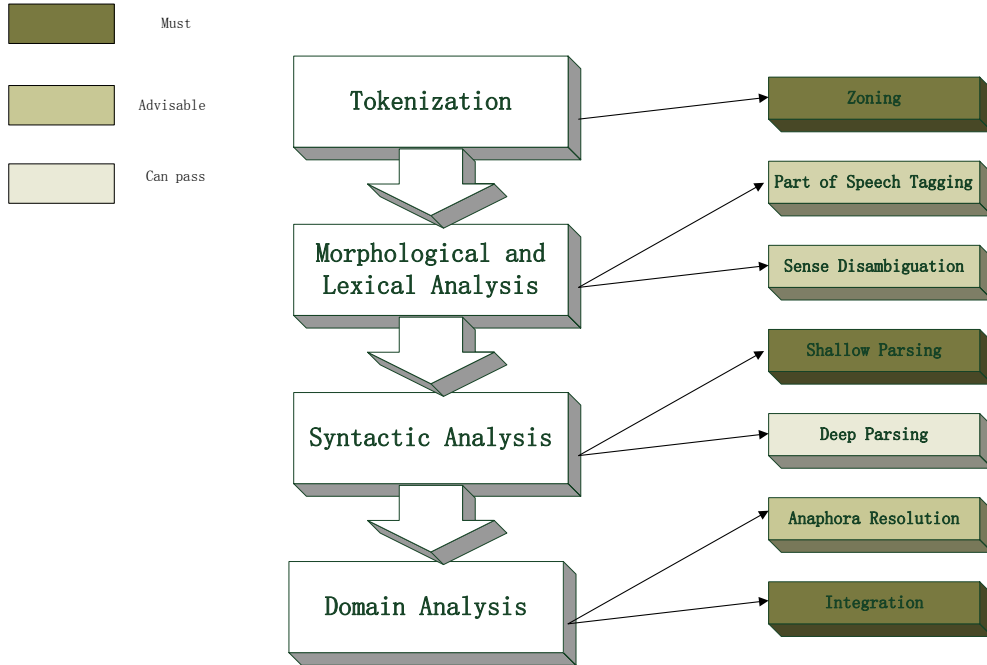 Must
Advisable
Can pass
Tokenization
Zoning
Part of Speech Tagging
Morphological and
Lexical Analysis
Sense Disambiguation
Shallow Parsing
Syntactic Analysis
Deep Parsing
Anaphora Resolution
Domain Analysis
Integration